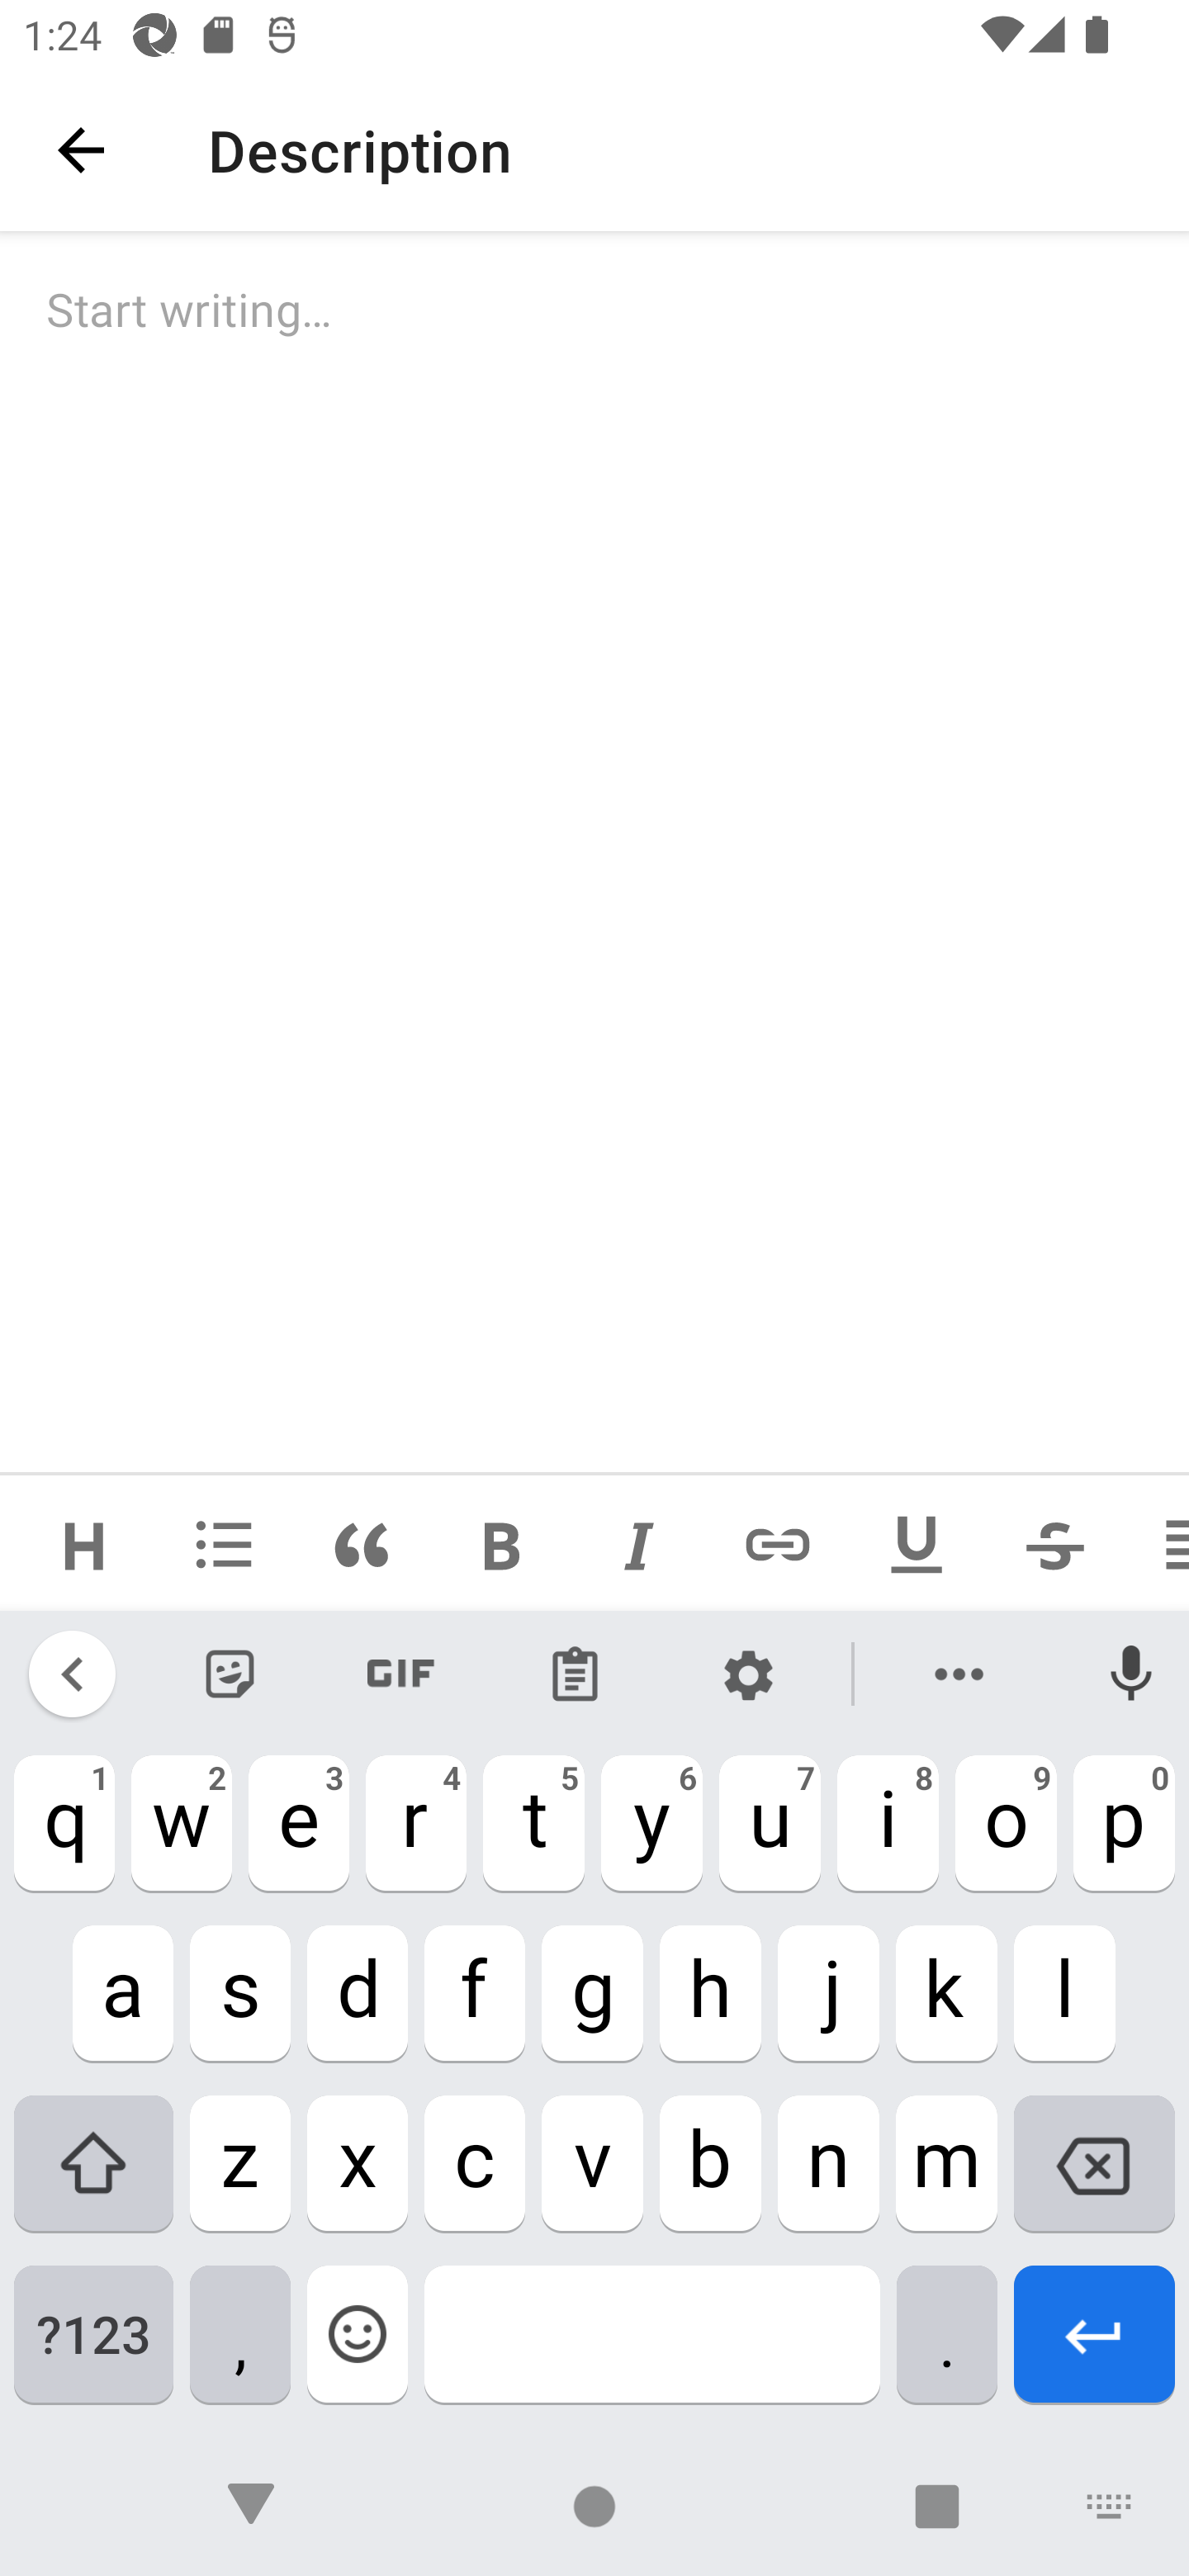 1:24
Description
Start writing…
H B I U S
GIF
q 1 w 2 e 3 r 4 t 5 y 6 u 7 i 8 o 9 p 0
a s d f g h j k l
z x c v b n m
?123 , .